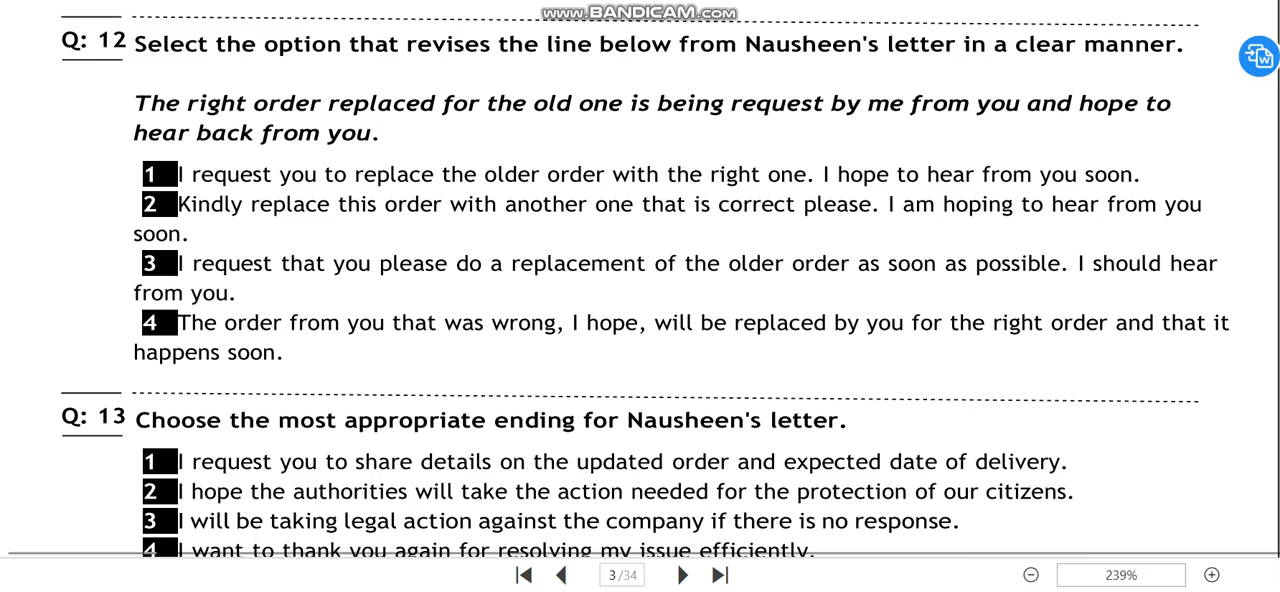 www.BANDICAM.com
Q: 12 Select the option that revises the line below from Nausheen's letter in a clear manner.
The right order replaced for the old one is being request by me from you and hope to
hear back from you.
1 I request you to replace the older order with the right one. I hope to hear from you soon.
2 Kindly replace this order with another one that is correct please. I am hoping to hear from you
soon.
3 I request that you please do a replacement of the older order as soon as possible. I should hear
from you.
4 The order from you that was wrong, I hope, will be replaced by you for the right order and that it
happens soon.
Q: 13 Choose the most appropriate ending for Nausheen's letter.
1 I request you to share details on the updated order and expected date of delivery.
2 I hope the authorities will take the action needed for the protection of our citizens.
3 I will be taking legal action against the company if there is no response.
4 I want to thank you again for resolving my issue efficiently.
3 /34
239%